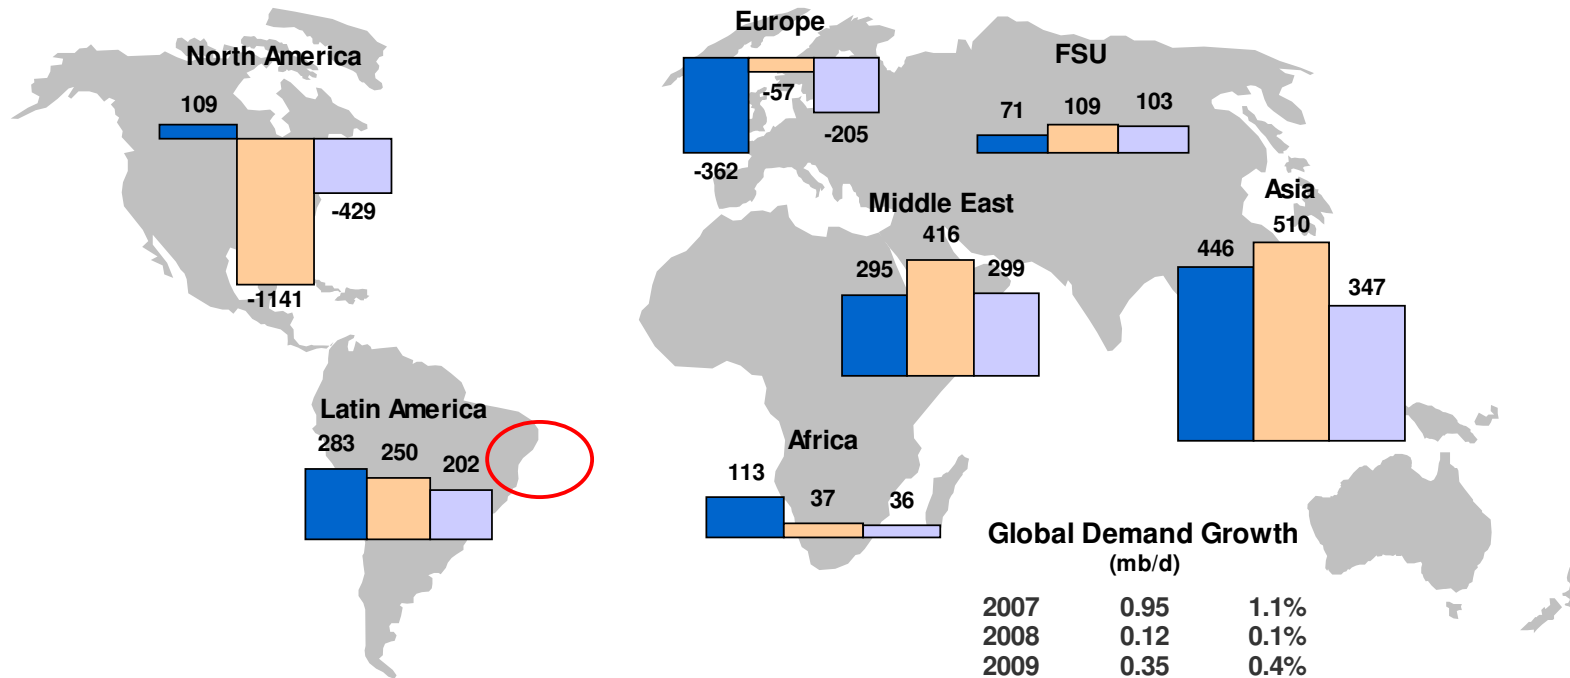 North America
109
-1141
-429
Europe
-362
-57
-205
FSU
71
109
103
Middle East
295
416
299
Asia
446
510
347
Latin America
283
250
202
Africa
113
37
36
Global Demand Growth
(mb/d)
2007 0.95 1.1%
2008 0.12 0.1%
2009 0.35 0.4%